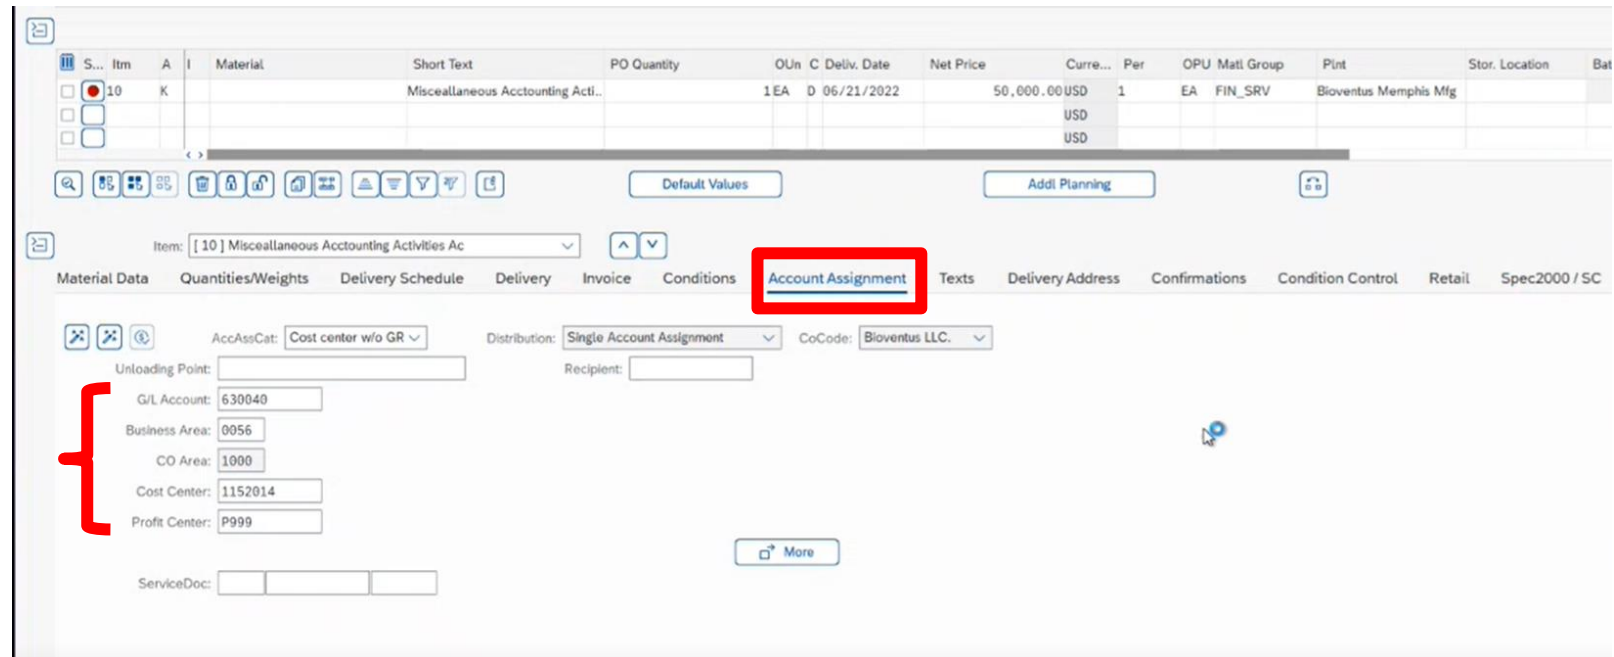 S... Itm A I Material Short Text PO Quantity OUn C Deliv. Date Net Price Curre... Per OPU Matl Group Plnt Stor. Location Bat
10 K Misceallaneous Acctounting Acti.. 1 EA D 06/21/2022 50,000.00 USD 1 EA FIN_SRV Bioventus Memphis Mfg
USD
USD
Default Values Addl Planning
Item: [ 10 ] Misceallaneous Acctounting Activities Ac
Material Data Quantities/Weights Delivery Schedule Delivery Invoice Conditions Account Assignment Texts Delivery Address Confirmations Condition Control Retail Spec2000 / SC
AccAssCat: Cost center w/o GR Distribution: Single Account Assignment CoCode: Bioventus LLC.
Unloading Point: Recipient:
G/L Account: 630040
Business Area: 0056
CO Area: 1000
Cost Center: 1152014
Profit Center: P999
More
ServiceDoc: